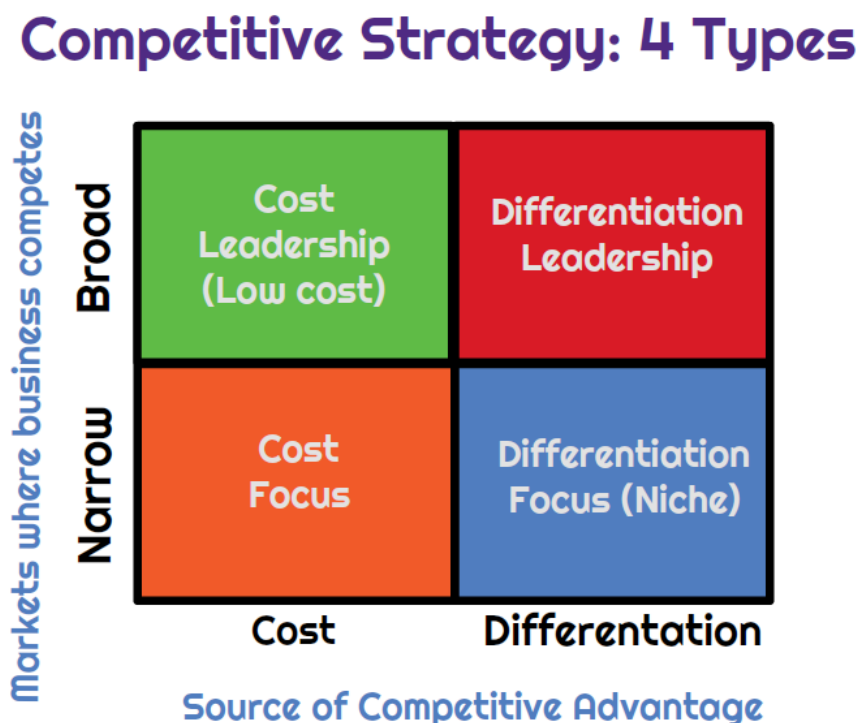 Competitive Strategy: 4 Types
Markets where business competes
Broad
Cost
Leadership
(Low cost)
Differentiation
Leadership
Narrow
Cost
Focus
Differentiation
Focus (Niche)
Cost
Differentation
Source of Competitive Advantage